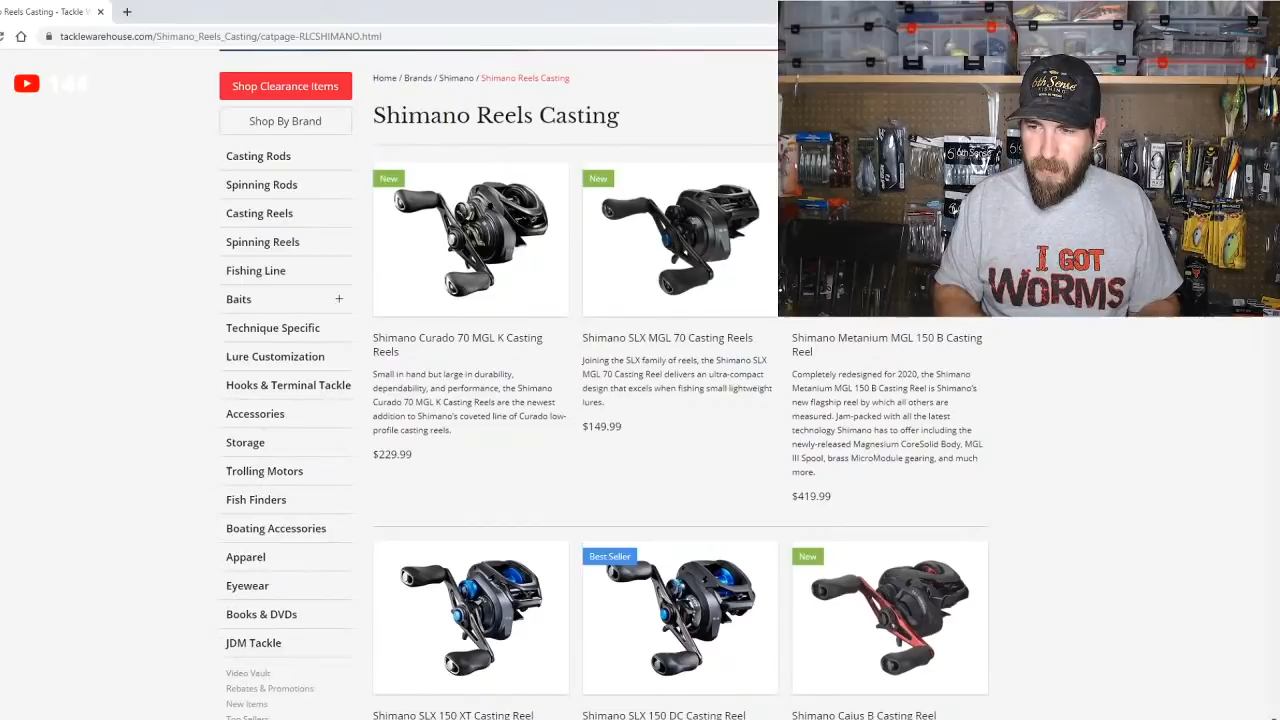 o Reels Casting - Tackle W
tacklewarehouse.com/Shimano_Reels_Casting/catpage-RLCSHIMANO.html
144
Shop Clearance Items
Shop By Brand
Casting Rods
Spinning Rods
Casting Reels
Spinning Reels
Fishing Line
Baits
Technique Specific
Lure Customization
Hooks & Terminal Tackle
Accessories
Storage
Trolling Motors
Fish Finders
Boating Accessories
Apparel
Eyewear
Books & DVDs
JDM Tackle
Video Vault
Rebates & Promotions
New Items
Top Sellers
Home / Brands / Shimano / Shimano Reels Casting
Shimano Reels Casting
New
Shimano Curado 70 MGL K Casting
Reels
Small in hand but large in durability,
dependability, and performance, the Shimano
Curado 70 MGL K Casting Reels are the newest
addition to Shimano's coveted line of Curado low-
profile casting reels.
$229.99
New
Shimano SLX MGL 70 Casting Reels
Joining the SLX family of reels, the Shimano SLX
MGL 70 Casting Reel delivers an ultra-compact
design that excels when fishing small lightweight
lures.
$149.99
Shimano Metanium MGL 150 B Casting
Reel
Completely redesigned for 2020, the Shimano
Metanium MGL 150 B Casting Reel is Shimano's
new flagship reel by which all others are
measured. Jam-packed with all the latest
technology Shimano has to offer including the
newly-released Magnesium CoreSolid Body, MGL
III Spool, brass MicroModule gearing, and much
more.
$419.99
Shimano SLX 150 XT Casting Reel
Best Seller
Shimano SLX 150 DC Casting Reel
New
Shimano Caius B Casting Reel
6th Sense
FISHING
I GOT
WORMS
6th Sense